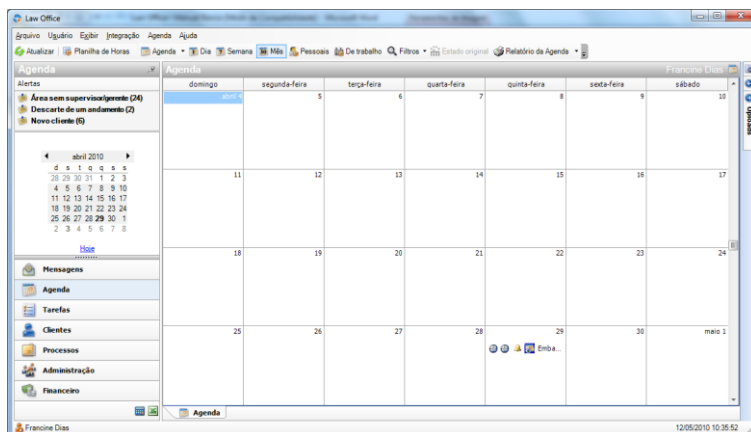 Law Office
Arquivo Usuário Exibir Integração Agenda Ajuda
Atualizar Planilha de Horas Agenda Dia Semana Mês Pessoais De trabalho Filtros Estado original Relatório da Agenda
Agenda
Alertas
Área sem supervisor/gerente (24)
Descarte de um andamento (2)
Novo cliente (6)
abril 2010
d s t q q s s
28 29 30 31 1 2 3
4 5 6 7 8 9 10
11 12 13 14 15 16 17
18 19 20 21 22 23 24
25 26 27 28 29 30 1
2 3 4 5 6 7 8
Hoje
Mensagens
Agenda
Tarefas
Clientes
Processos
Administração
Financeiro
Agenda Francine Dias
domingo segunda-feira terça-feira quarta-feira quinta-feira sexta-feira sábado
abril 4 5 6 7 8 9 10
11 12 13 14 15 16 17
18 19 20 21 22 23 24
25 26 27 28 29 30 maio 1
31 31 Emba...
Agenda
Uploads
Francine Dias 12/05/2010 10:35:52